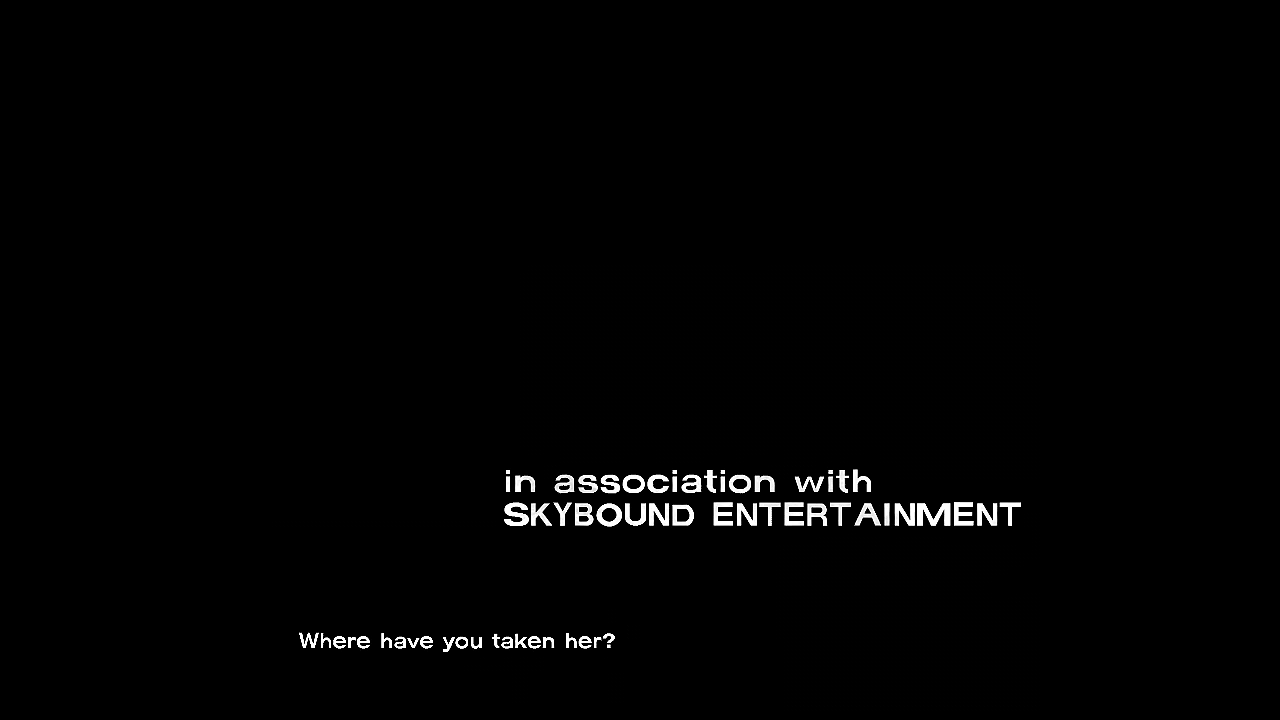 in association with
SKYBOUND ENTERTAINMENT
Where have you taken her?